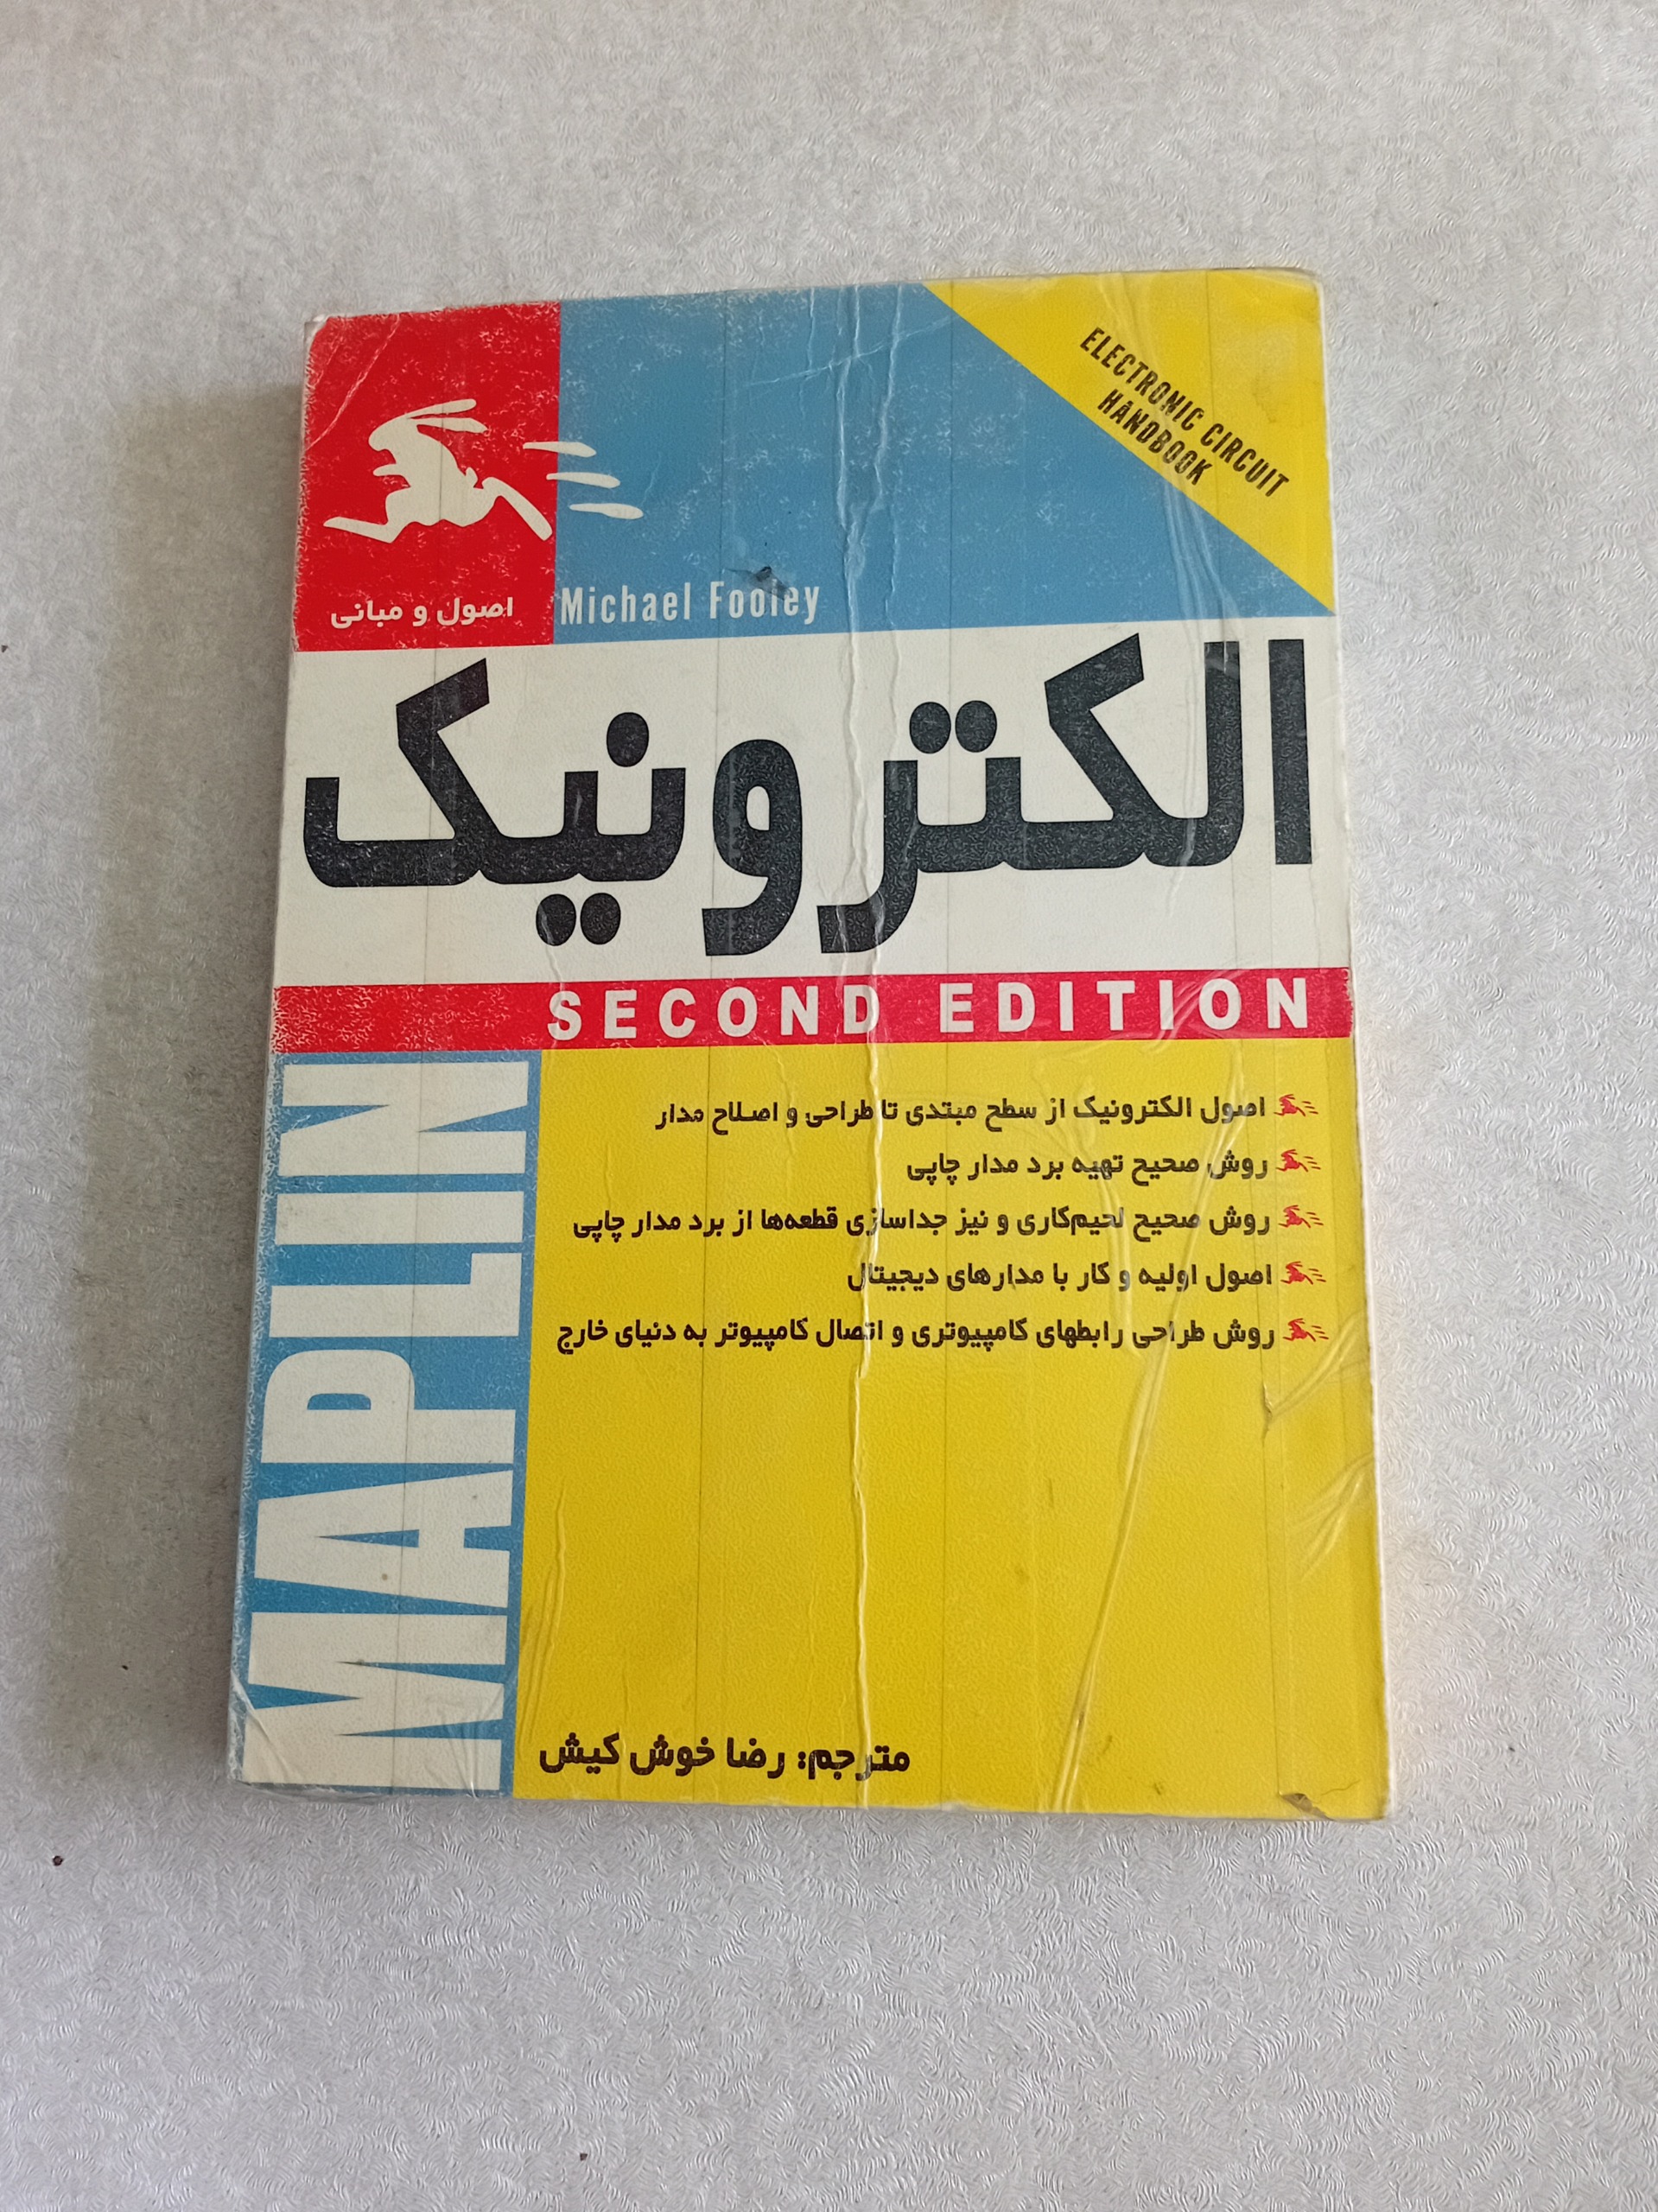 ELECTRONIC CIRCUIT
HANDBOOK
اصول و مبانی
Michael Fooley
الکترونیک
SECOND EDITION
MAPLIN
اصول الکترونیک از سطح مبتدی تا طراحی و اصلاح مدار
روش صحیح تهیه برد مدار چاپی
روش صحیح لحیم‌کاری و نیز جداسازی قطعه‌ها از برد مدار چاپی
اصول اولیه و کار با مدارهای دیجیتال
روش طراحی رابطهای کامپیوتری و اتصال کامپیوتر به دنیای خارج
مترجم: رضا خوش کیش